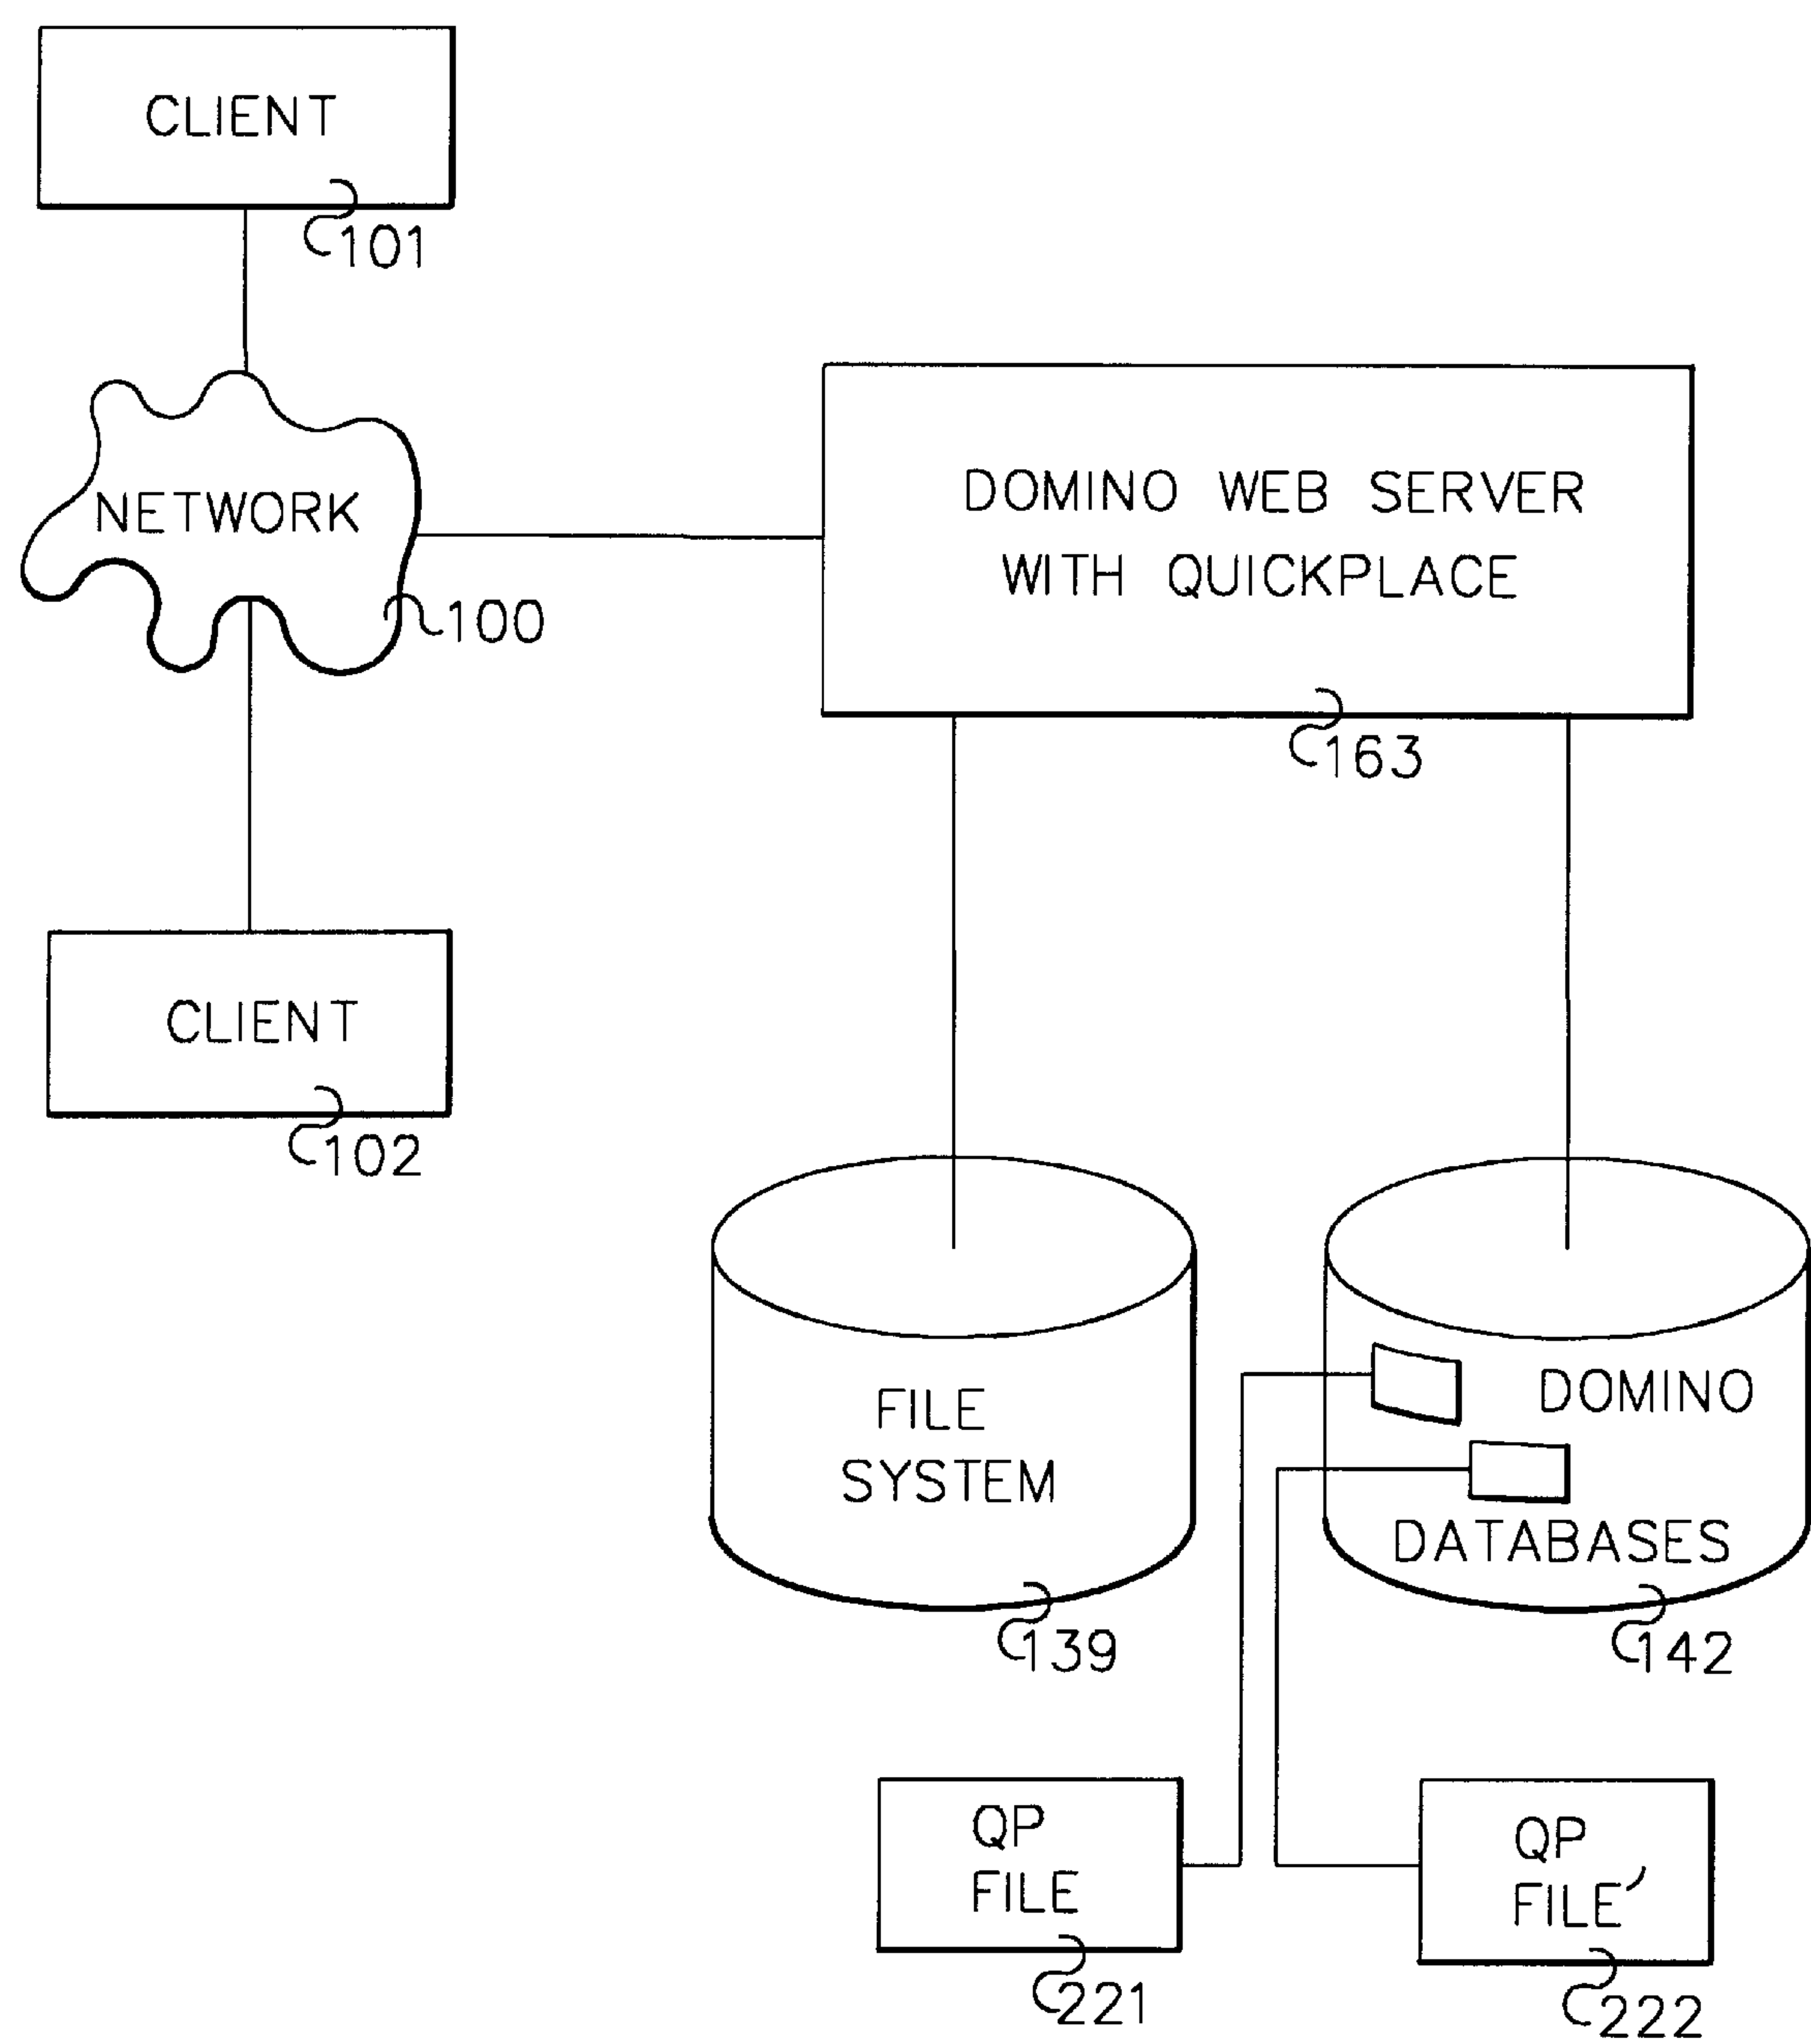 CLIENT
101
NETWORK
100
DOMINO WEB SERVER
WITH QUICKPLACE
163
CLIENT
102
FILE
SYSTEM
139
DOMINO
DATABASES
142
QP
FILE
221
QP
FILE'
222